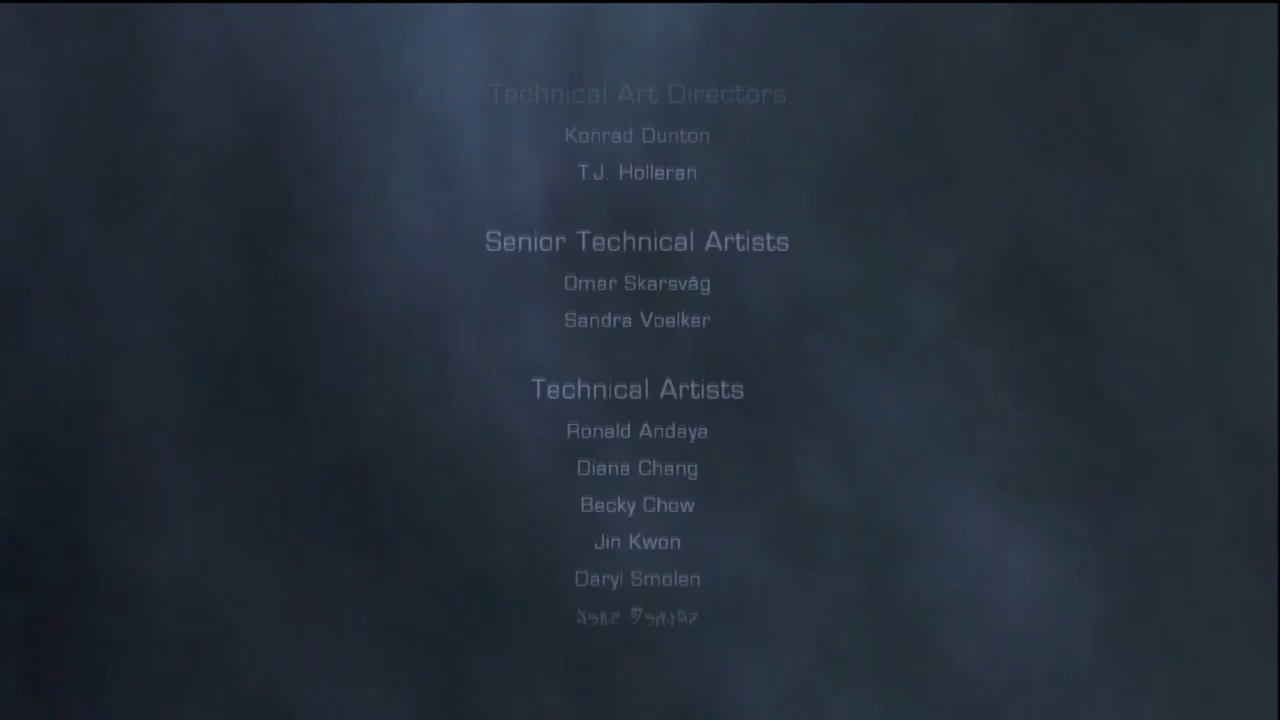 Technical Art Directors
Konrad Dunton
T.J. Holleran
Senior Technical Artists
Omar Skarsvåg
Sandra Voelker
Technical Artists
Ronald Andaya
Diana Chang
Becky Chow
Jin Kwon
Daryl Smolen